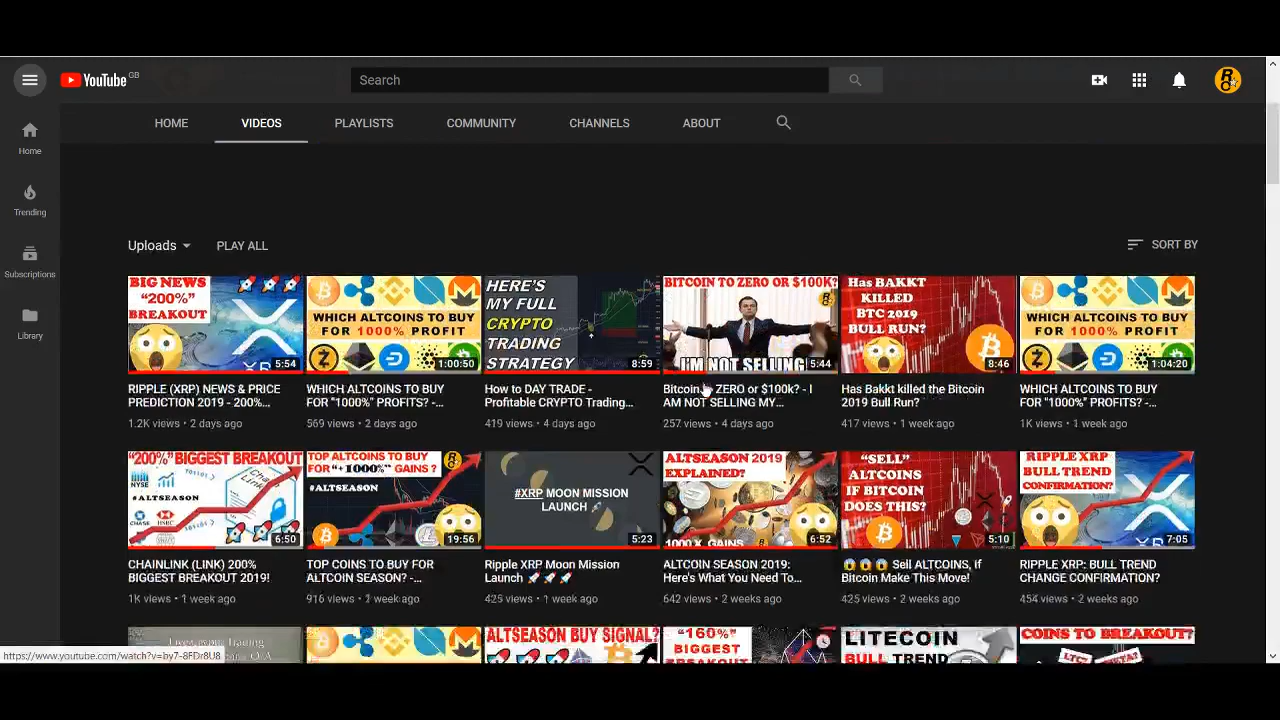 YouTube GB
Search
HOME VIDEOS PLAYLISTS COMMUNITY CHANNELS ABOUT
Home
Trending
Subscriptions
Library
Uploads PLAY ALL SORT BY
BIG NEWS
"200%"
BREAKOUT
5:54
WHICH ALTCOINS TO BUY
FOR 1000% PROFIT
1:00:50
HERE'S
MY FULL
CRYPTO
TRADING
STRATEGY
8:59
BITCOIN TO ZERO OR $100K?
I'M NOT SELLING
5:44
Has BAKKT
KILLED
BTC 2019
BULL RUN?
8:46
WHICH ALTCOINS TO BUY
FOR 1000% PROFIT
1:04:20
RIPPLE (XRP) NEWS & PRICE
PREDICTION 2019 - 200%...
1.2K views • 2 days ago
WHICH ALTCOINS TO BUY
FOR "1000%" PROFITS? -...
569 views • 2 days ago
How to DAY TRADE -
Profitable CRYPTO Trading...
419 views • 4 days ago
Bitcoin ZERO or $100k? - I
AM NOT SELLING MY...
257 views • 4 days ago
Has Bakkt killed the Bitcoin
2019 Bull Run?
417 views • 1 week ago
WHICH ALTCOINS TO BUY
FOR "1000%" PROFITS? -...
1K views • 1 week ago
"200%" BIGGEST BREAKOUT
NYSE
#ALTSEASON
CHASE HSBC
6:50
TOP ALTCOINS TO BUY
FOR "+1000%" GAINS ?
#ALTSEASON
19:56
#XRP MOON MISSION
LAUNCH 🚀
5:23
ALTSEASON 2019
EXPLAINED?
1000X GAINS
6:52
"SELL"
ALTCOINS
IF BITCOIN
DOES THIS?
5:10
RIPPLE XRP
BULL TREND
CONFIRMATION?
7:05
CHAINLINK (LINK) 200%
BIGGEST BREAKOUT 2019!
1K views • 1 week ago
TOP COINS TO BUY FOR
ALTCOIN SEASON? -...
916 views • 1 week ago
Ripple XRP Moon Mission
Launch 🚀🚀🚀
425 views • 1 week ago
ALTCOIN SEASON 2019:
Here's What You Need To...
642 views • 2 weeks ago
😱😱😱 Sell ALTCOINS, if
Bitcoin Make This Move!
425 views • 2 weeks ago
RIPPLE XRP: BULL TREND
CHANGE CONFIRMATION?
454 views • 2 weeks ago
Trading
Q/A
ALTSEASON BUY SIGNAL?
"160%"
BIGGEST
LITECOIN
BULL TREND
COINS TO BREAKOUT?
https://www.youtube.com/watch?v=by7-8FDr8U8